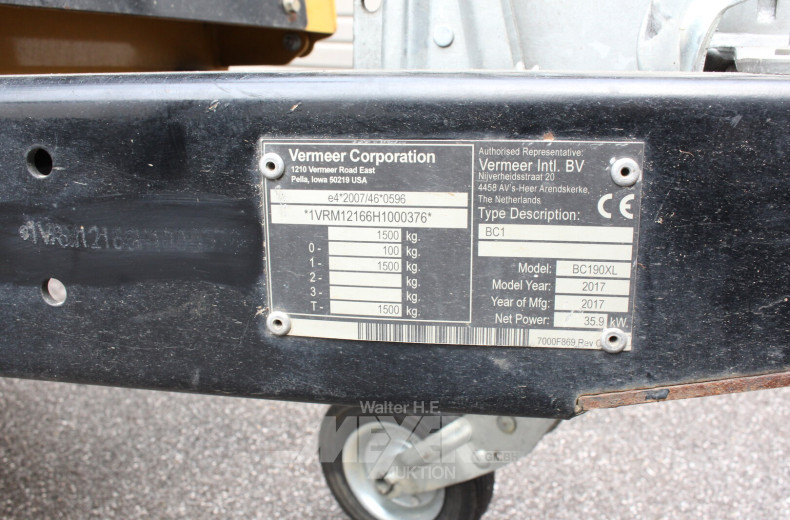 Vermeer Corporation
1210 Vermeer Road East
Pella, Iowa 50219 USA
e4*2007/46*0596
*1VRM12166H1000376*
1500 kg.
0- 100 kg.
1- 1500 kg.
2- kg.
3- kg.
T- 1500 kg.
Authorised Representative:
Vermeer Intl. BV
Nijverheidsstraat 20
4458 AV's-Heer Arendskerke,
The Netherlands
CE
Type Description:
BC1
Model: BC190XL
Model Year: 2017
Year of Mfg: 2017
Net Power: 35.9 kW.
7000F869 Rev
Walter H.E.
MEX
AUKTION
GMBH